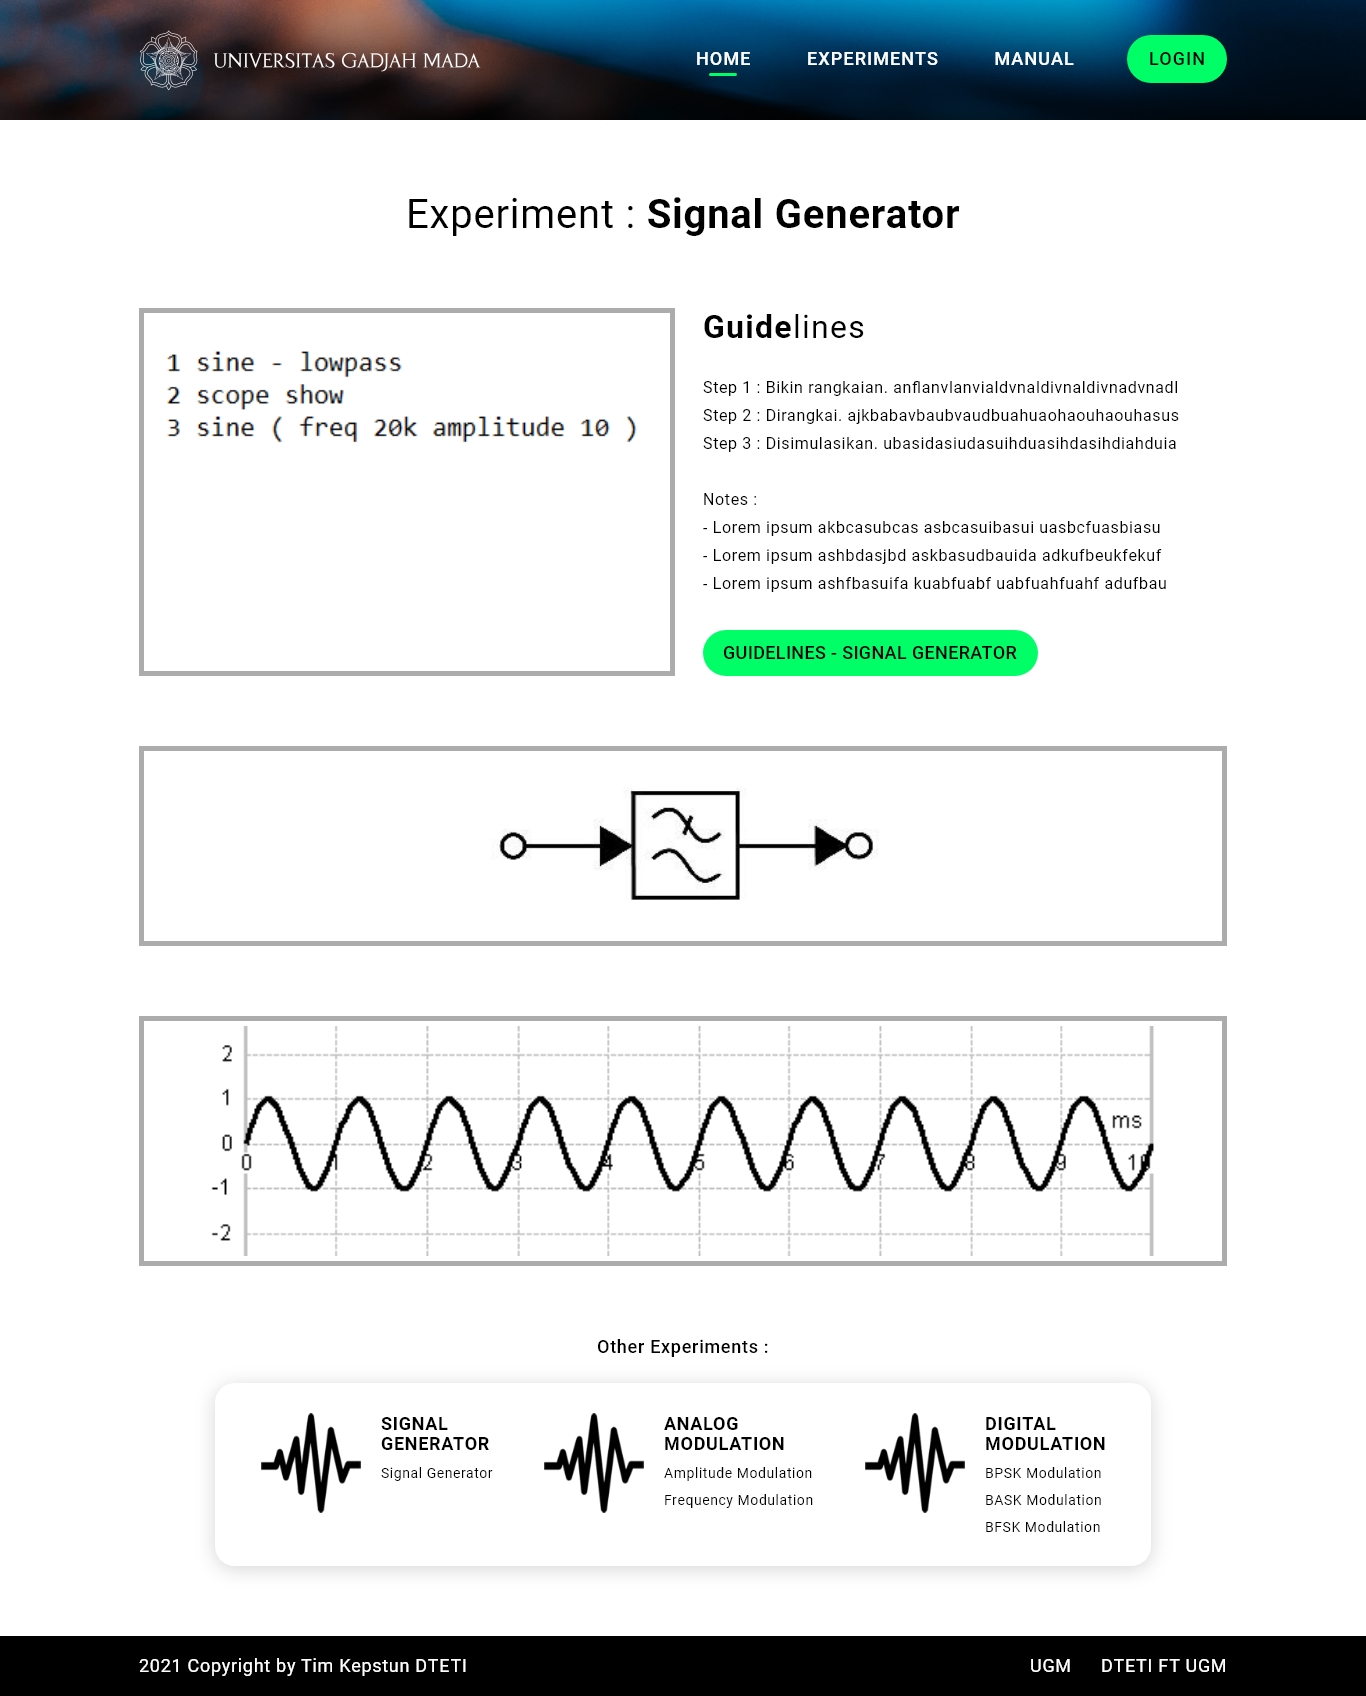 UNIVERSITAS GADJAH MADA
HOME EXPERIMENTS MANUAL LOGIN
Experiment : Signal Generator
1 sine - lowpass
2 scope show
3 sine ( freq 20k amplitude 10 )
Guidelines
Step 1 : Bikin rangkaian. anflanvlanvialdvnaldivnaldivnadvnadl
Step 2 : Dirangkai. ajkbabavbaubvaudbuahuaohaouhaouhasus
Step 3 : Disimulasikan. ubasidasiudasuihduasihdasihdiahduia
Notes :
- Lorem ipsum akbcasubcas asbcasuibasui uasbcfuasbiasu
- Lorem ipsum ashbdasjbd askbasudbauida adkufbeukfekuf
- Lorem ipsum ashfbasuifa kuabfuabf uabfuahfuahf adufbau
GUIDELINES - SIGNAL GENERATOR
2
1
ms
0
0 1 2 3 4 5 6 7 8 9 10
-1
-2
Other Experiments :
SIGNAL
GENERATOR
Signal Generator
ANALOG
MODULATION
Amplitude Modulation
Frequency Modulation
DIGITAL
MODULATION
BPSK Modulation
BASK Modulation
BFSK Modulation
2021 Copyright by Tim Kepstun DTETI
UGM DTETI FT UGM